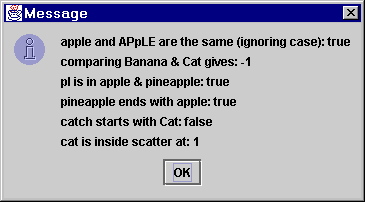 Message
apple and APpLE are the same (ignoring case): true
comparing Banana & Cat gives: -1
pl is in apple & pineapple: true
pineapple ends with apple: true
catch starts with Cat: false
cat is inside scatter at: 1
OK